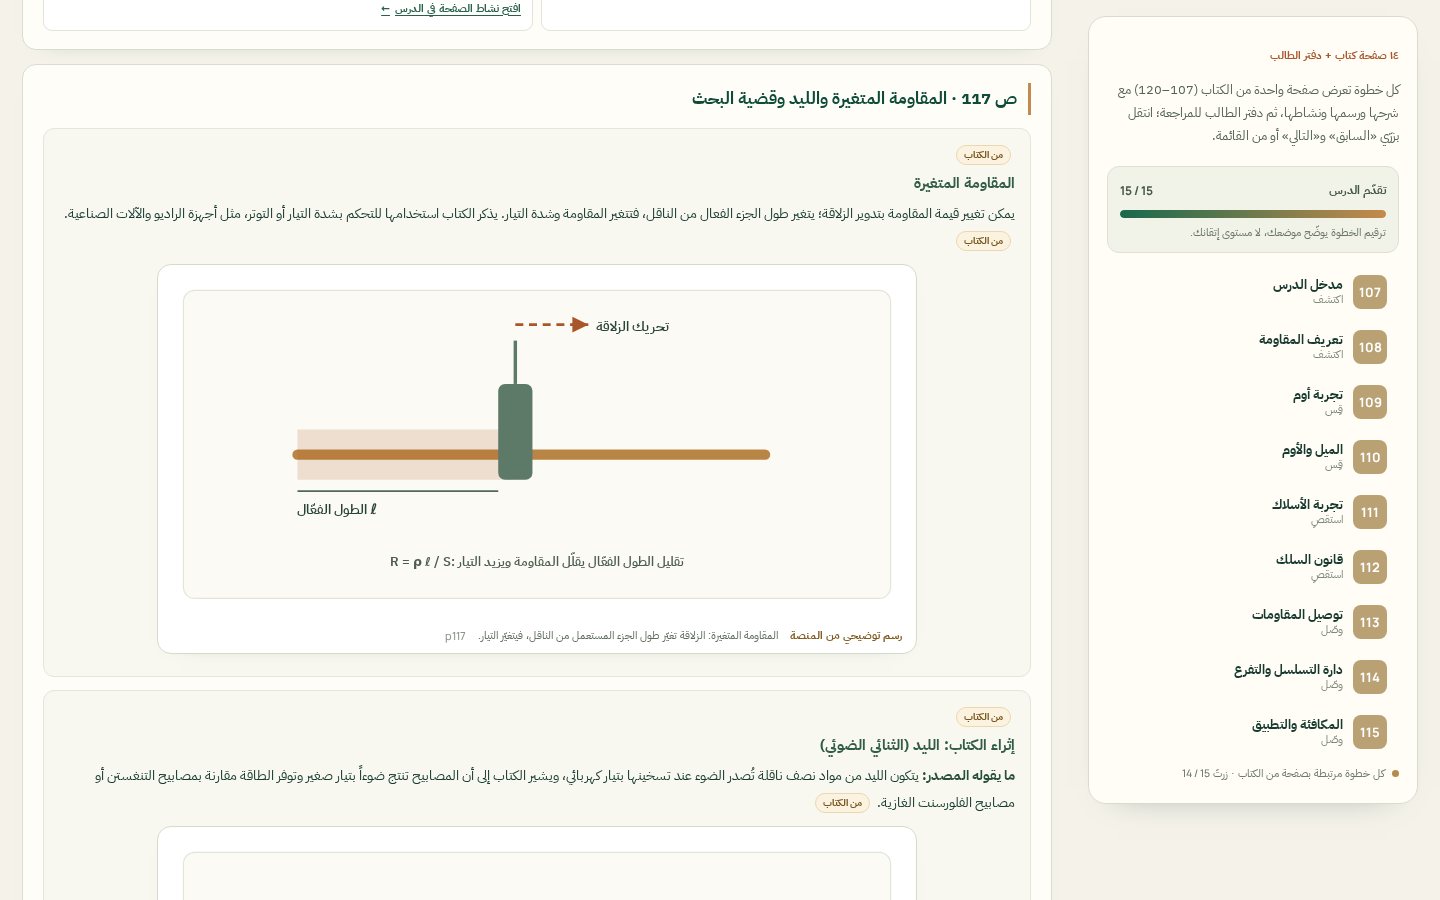 ١٤ صفحة كتاب + دفتر الطالب
كل خطوة تعرض صفحة واحدة من الكتاب (107–120) مع
شرحها ورسمها ونشاطها، ثم دفتر الطالب للمراجعة؛ انتقل
بزرّي «السابق» و«التالي» أو من القائمة.
تقدّم الدرس
15 / 15
ترقيم الخطوة يوضّح موضعك، لا مستوى إتقانك.
107
مدخل الدرس
اكتشف
108
تعريف المقاومة
اكتشف
109
تجربة أوم
قِس
110
الميل والأوم
قِس
111
تجربة الأسلاك
استقصِ
112
قانون السلك
استقصِ
113
توصيل المقاومات
وصّل
114
دارة التسلسل والتفرع
وصّل
115
المكافئة والتطبيق
وصّل
كل خطوة مرتبطة بصفحة من الكتاب · زرتَ 15 / 14
افتح نشاط الصفحة في الدرس ←
ص 117 · المقاومة المتغيرة والليد وقضية البحث
من الكتاب
المقاومة المتغيرة
يمكن تغيير قيمة المقاومة بتدوير الزلاقة؛ يتغير طول الجزء الفعال من الناقل، فتتغير المقاومة وشدة التيار. يذكر الكتاب استخدامها للتحكم بشدة التيار أو التوتر، مثل أجهزة الراديو والآلات الصناعية.
من الكتاب
تحريك الزلاقة
ℓ الطول الفعّال
تقليل الطول الفعّال يقلّل المقاومة ويزيد التيار: R = ρ ℓ / S
رسم توضيحي من المنصة المقاومة المتغيرة: الزلاقة تغيّر طول الجزء المستعمل من الناقل، فيتغيّر التيار. p117
من الكتاب
إثراء الكتاب: الليد (الثنائي الضوئي)
ما يقوله المصدر: يتكون الليد من مواد نصف ناقلة تُصدر الضوء عند تسخينها بتيار كهربائي، ويشير الكتاب إلى أن المصابيح تنتج ضوءاً بتيار صغير وتوفر الطاقة مقارنة بمصابيح التنغستن أو
مصابيح الفلورسنت الغازية. من الكتاب